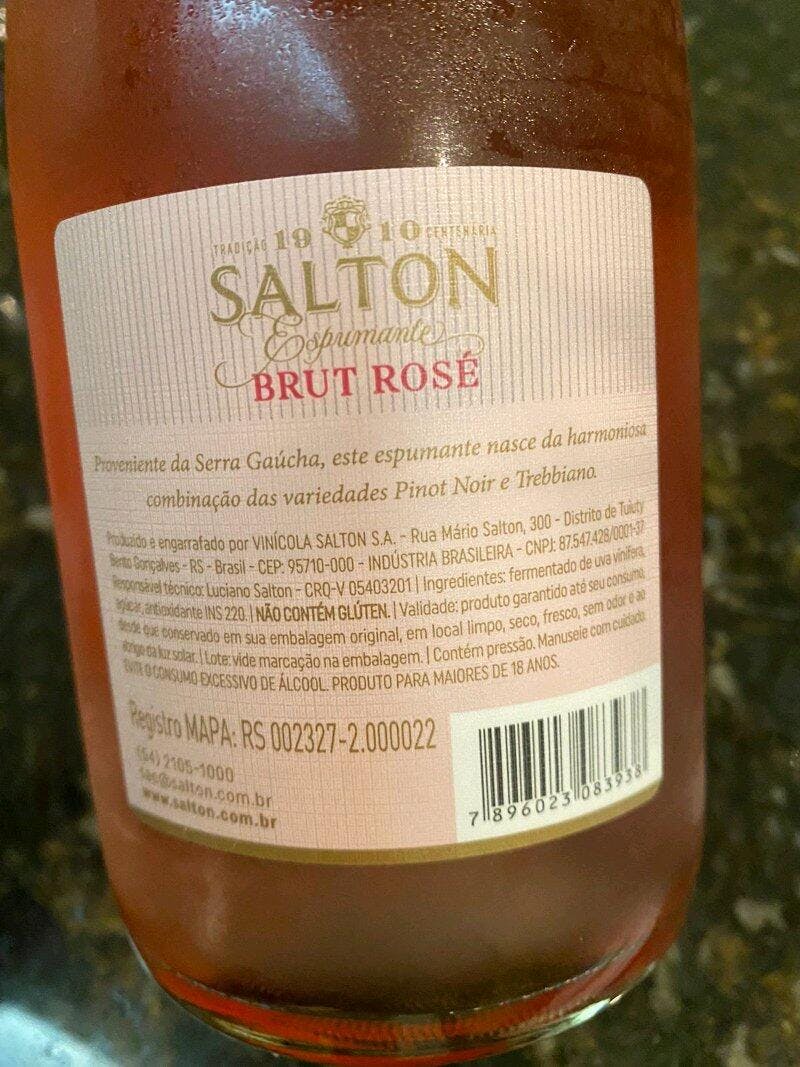 TRADIÇÃO 1910 CENTENÁRIA
SALTON
Espumante
BRUT ROSÉ
Proveniente da Serra Gaúcha, este espumante nasce da harmoniosa
combinação das variedades Pinot Noir e Trebbiano.
Produzido e engarrafado por VINÍCOLA SALTON S.A. - Rua Mário Salton, 300 - Distrito de Tuiuty
Bento Gonçalves - RS - Brasil - CEP: 95710-000 - INDÚSTRIA BRASILEIRA - CNPJ: 87.547.428/0001-37
Responsável técnico: Luciano Salton - CRQ-V 05403201 | Ingredientes: fermentado de uva vinífera,
açúcar, antioxidante INS 220. | NÃO CONTÉM GLÚTEN. | Validade: produto garantido até seu consumo,
desde que conservado em sua embalagem original, em local limpo, seco, fresco, sem odor e ao
abrigo da luz solar. | Lote: vide marcação na embalagem. | Contém pressão. Manuseie com cuidado.
EVITE O CONSUMO EXCESSIVO DE ÁLCOOL. PRODUTO PARA MAIORES DE 18 ANOS.
Registro MAPA: RS 002327-2.000022
(54) 2105-1000
sac@salton.com.br
www.salton.com.br
7 896023 083938